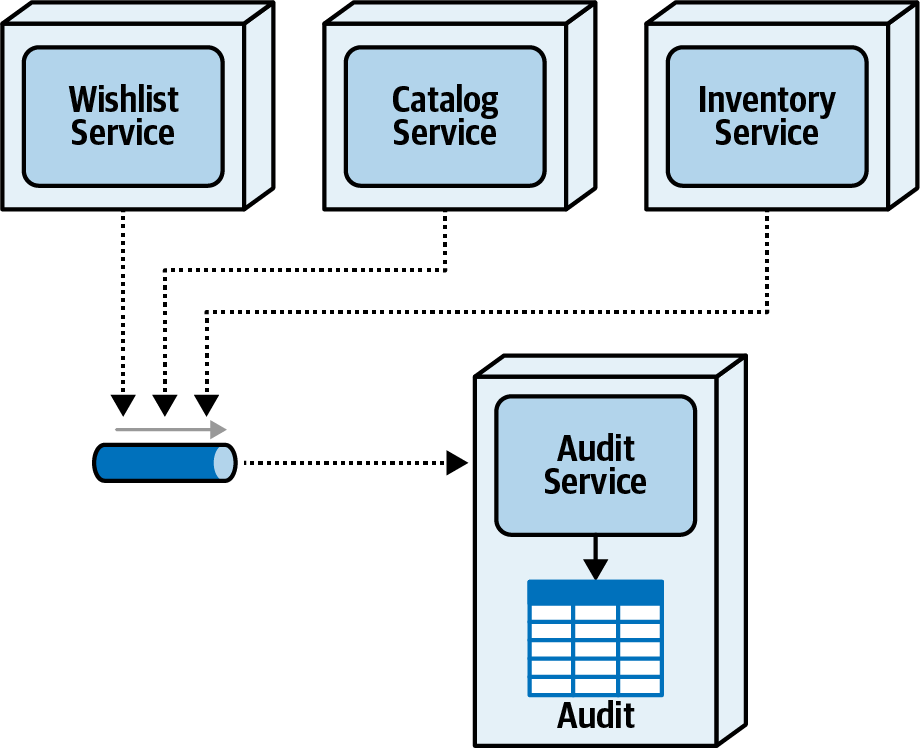 Wishlist
Service
Catalog
Service
Inventory
Service
Audit
Service
Audit